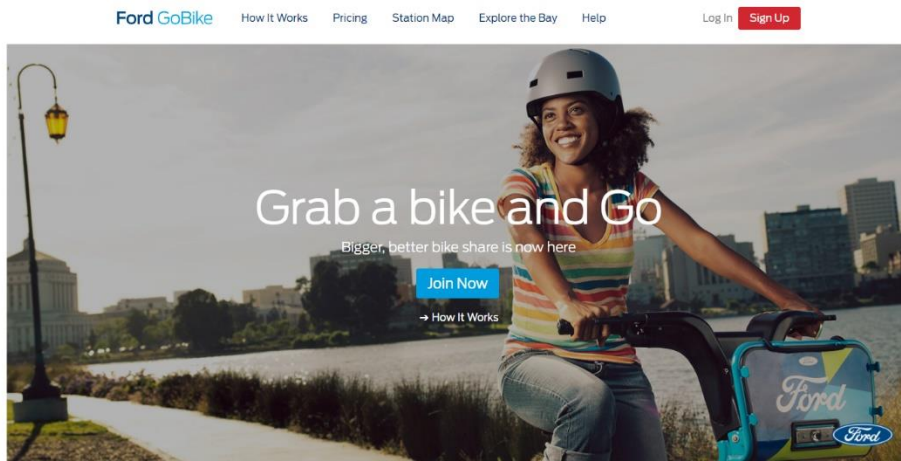 Ford GoBike How It Works Pricing Station Map Explore the Bay Help Log In Sign Up
Grab a bike and Go
Bigger, better bike share is now here
Join Now
→ How It Works
Ford
Ford